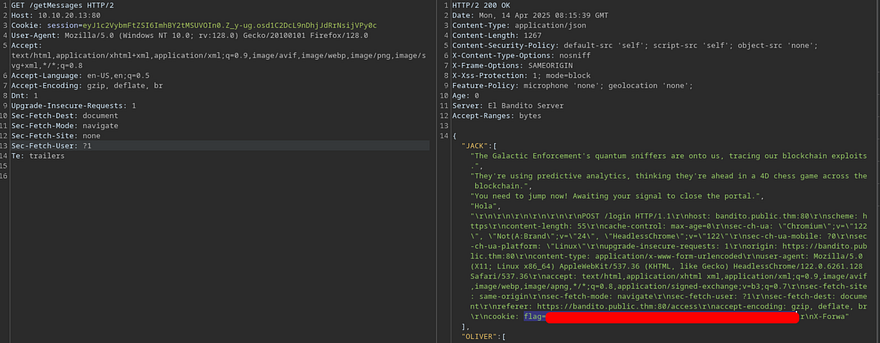 1 GET /getMessages HTTP/2
2 Host: 10.10.20.13:80
3 Cookie: session=eyJ1c2VybmFtZSI6ImhBY2tMSUVOIn0.Z_y-ug.osd1C2DcL9nDhjJdRrNsijVPy0c
4 User-Agent: Mozilla/5.0 (Windows NT 10.0; rv:128.0) Gecko/20100101 Firefox/128.0
5 Accept:
text/html,application/xhtml+xml,application/xml;q=0.9,image/avif,image/webp,image/png,image/s
vg+xml,*/*;q=0.8
6 Accept-Language: en-US,en;q=0.5
7 Accept-Encoding: gzip, deflate, br
8 Dnt: 1
9 Upgrade-Insecure-Requests: 1
10 Sec-Fetch-Dest: document
11 Sec-Fetch-Mode: navigate
12 Sec-Fetch-Site: none
13 Sec-Fetch-User: ?1
14 Te: trailers
15
16
1 HTTP/2 200 OK
2 Date: Mon, 14 Apr 2025 08:15:39 GMT
3 Content-Type: application/json
4 Content-Length: 1267
5 Content-Security-Policy: default-src 'self'; script-src 'self'; object-src 'none';
6 X-Content-Type-Options: nosniff
7 X-Frame-Options: SAMEORIGIN
8 X-Xss-Protection: 1; mode=block
9 Feature-Policy: microphone 'none'; geolocation 'none';
10 Age: 0
11 Server: El Bandito Server
12 Accept-Ranges: bytes
13
14 {
"JACK":[
"The Galactic Enforcement's quantum sniffers are onto us, tracing our blockchain exploits
.",
"They're using predictive analytics, thinking they're ahead in a 4D chess game across the
blockchain.",
"You need to jump now! Awaiting your signal to close the portal.",
"Hola",
"\r\n\r\n\r\n\r\n\r\n\r\nPOST /login HTTP/1.1\r\nhost: bandito.public.thm:80\r\nscheme: h
ttps\r\ncontent-length: 55\r\ncache-control: max-age=0\r\nsec-ch-ua: \"Chromium\";v=\"122
\", \"Not(A:Brand\";v=\"24\", \"HeadlessChrome\";v=\"122\"\r\nsec-ch-ua-mobile: ?0\r\nsec
-ch-ua-platform: \"Linux\"\r\nupgrade-insecure-requests: 1\r\norigin: https://bandito.pub
lic.thm:80\r\ncontent-type: application/x-www-form-urlencoded\r\nuser-agent: Mozilla/5.0
(X11; Linux x86_64) AppleWebKit/537.36 (KHTML, like Gecko) HeadlessChrome/122.0.6261.128
Safari/537.36\r\naccept: text/html,application/xhtml xml,application/xml;q=0.9,image/avif
,image/webp,image/apng,*/*;q=0.8,application/signed-exchange;v=b3;q=0.7\r\nsec-fetch-site
: same-origin\r\nsec-fetch-mode: navigate\r\nsec-fetch-user: ?1\r\nsec-fetch-dest: docume
nt\r\nreferer: https://bandito.public.thm:80/access\r\naccept-encoding: gzip, deflate, br
\r\ncookie: flag= r\nX-Forwa"
],
"OLIVER":[